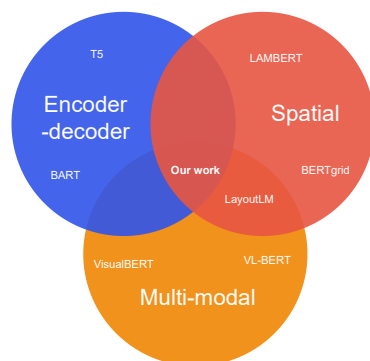 T5
LAMBERT
Encoder
-decoder
Spatial
Our work
BART
BERTgrid
LayoutLM
VisualBERT
VL-BERT
Multi-modal